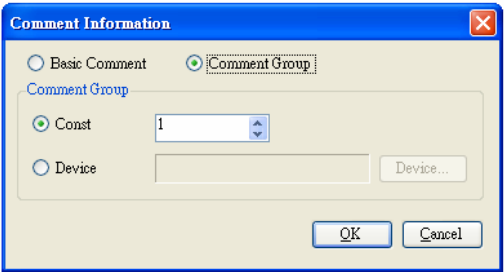 Comment Information
Basic Comment Comment Group
Comment Group
Const 1
Device Device...
OK Cancel